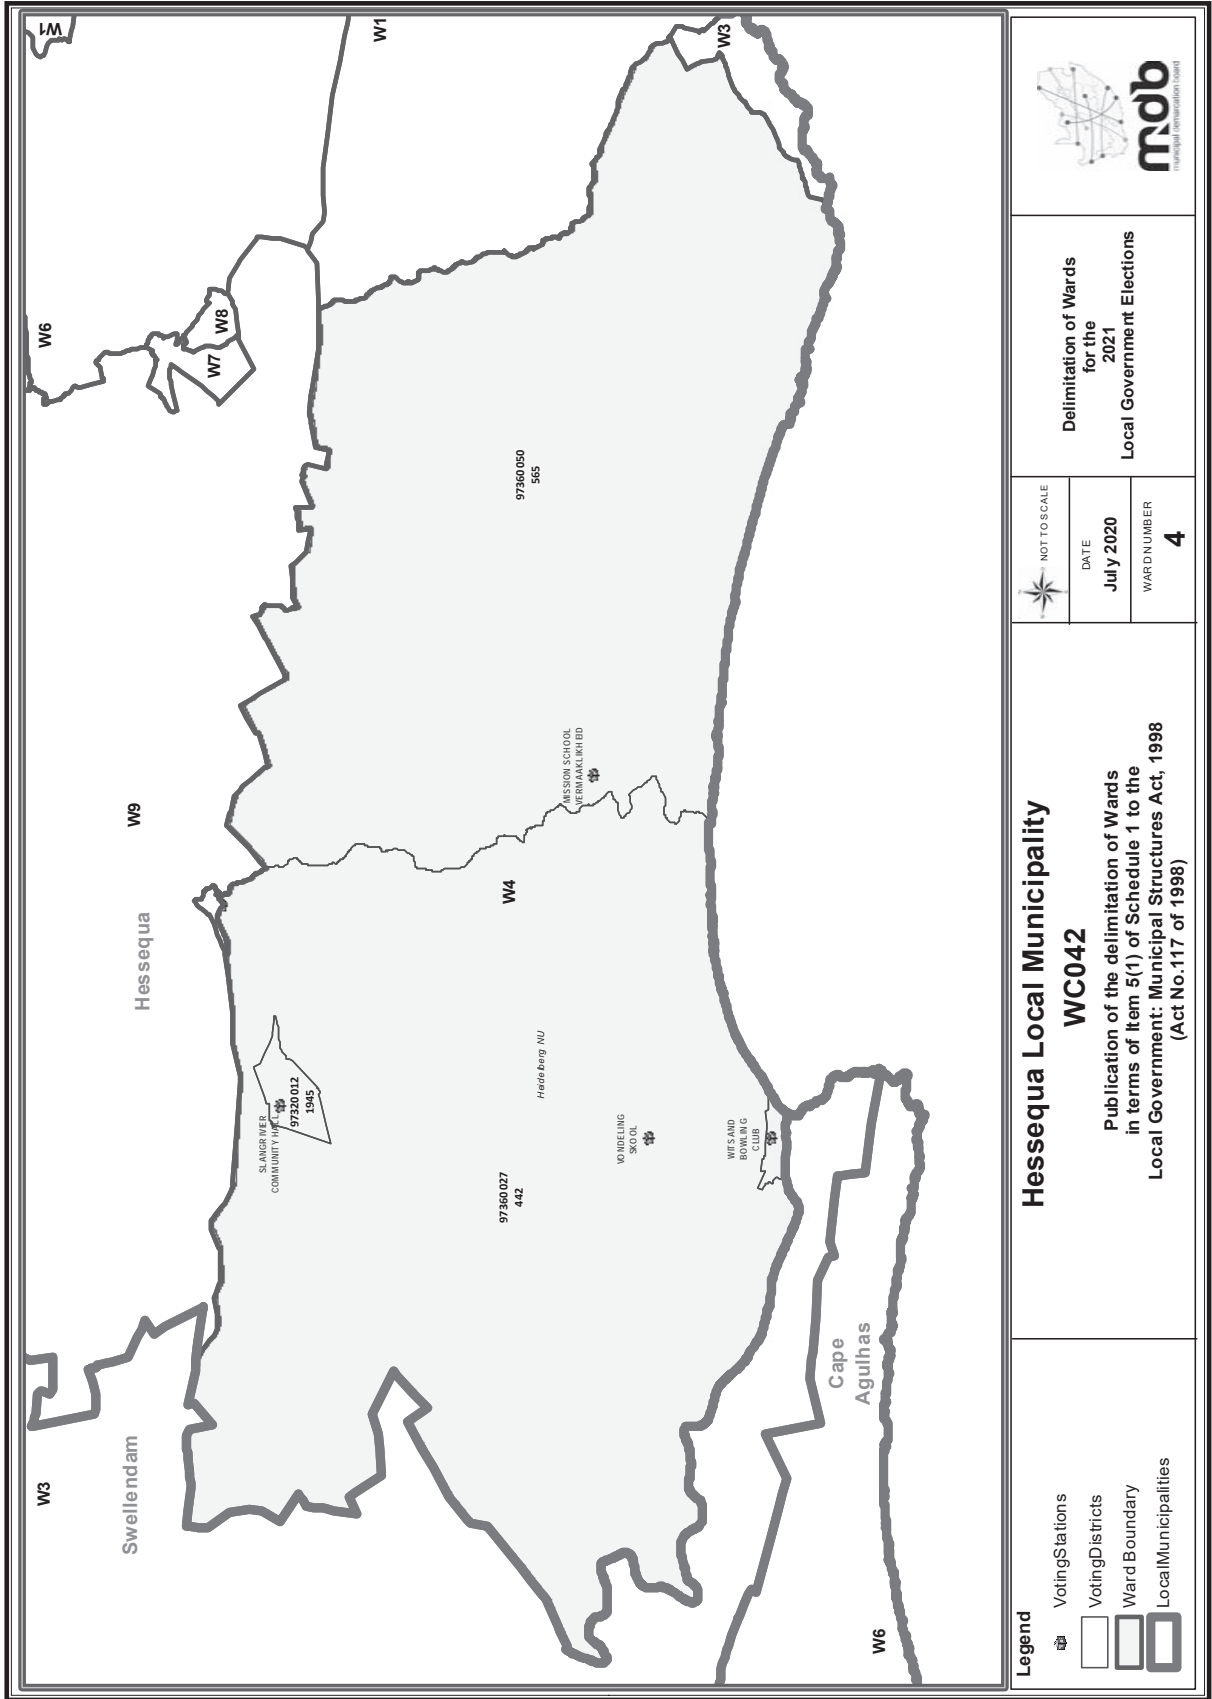 W1
W1
W3
W6
W8
W7
97360050
565
W9
MISSION SCHOOL
VERMAAKLIKHEID
W4
Hessequa
SLANGRIVIER
COMMUNITY HALL
97320012
1945
Heidelberg NU
VONDELING
SKOOL
WITSAND
BOWLING
CLUB
97360027
442
Cape
Agulhas
Swellendam
W3
W6
Legend
VotingStations
VotingDistricts
Ward Boundary
LocalMunicipalities
Hessequa Local Municipality
WC042
Publication of the delimitation of Wards
in terms of Item 5(1) of Schedule 1 to the
Local Government: Municipal Structures Act, 1998
(Act No.117 of 1998)
NOT TO SCALE
DATE
July 2020
WARD NUMBER
4
Delimitation of Wards
for the
2021
Local Government Elections
mdb
municipal demarcation board